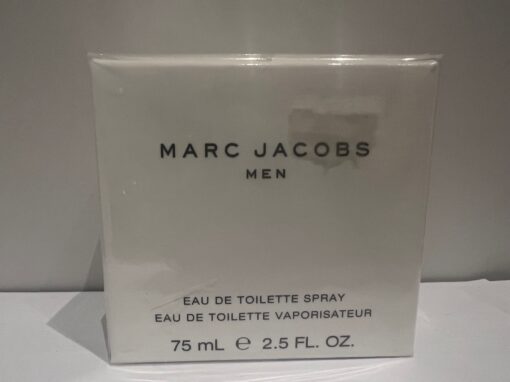 MARC JACOBS
MEN
EAU DE TOILETTE SPRAY
EAU DE TOILETTE VAPORISATEUR
75 mL ℮ 2.5 FL. OZ.